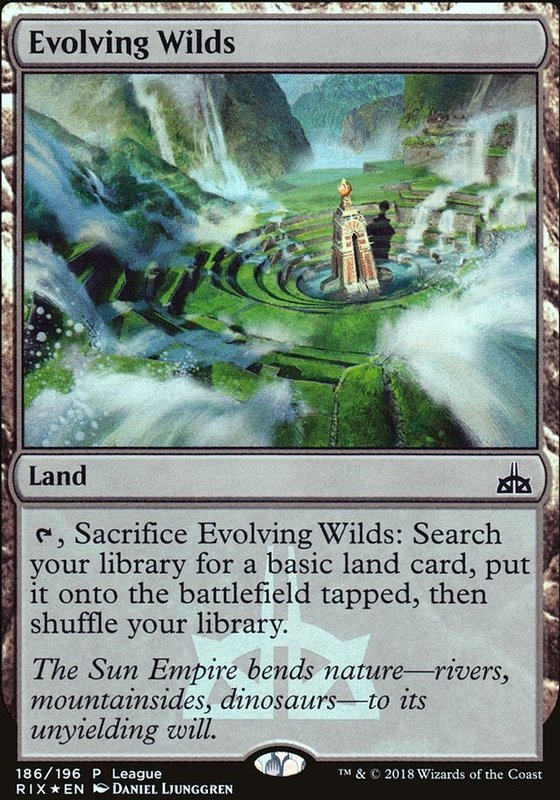 Evolving Wilds
Land
, Sacrifice Evolving Wilds: Search
your library for a basic land card, put
it onto the battlefield tapped, then
shuffle your library.
The Sun Empire bends nature—rivers,
mountainsides, dinosaurs—to its
unyielding will.
186/196 P League
RIX★EN Daniel Ljunggren
™ & © 2018 Wizards of the Coast